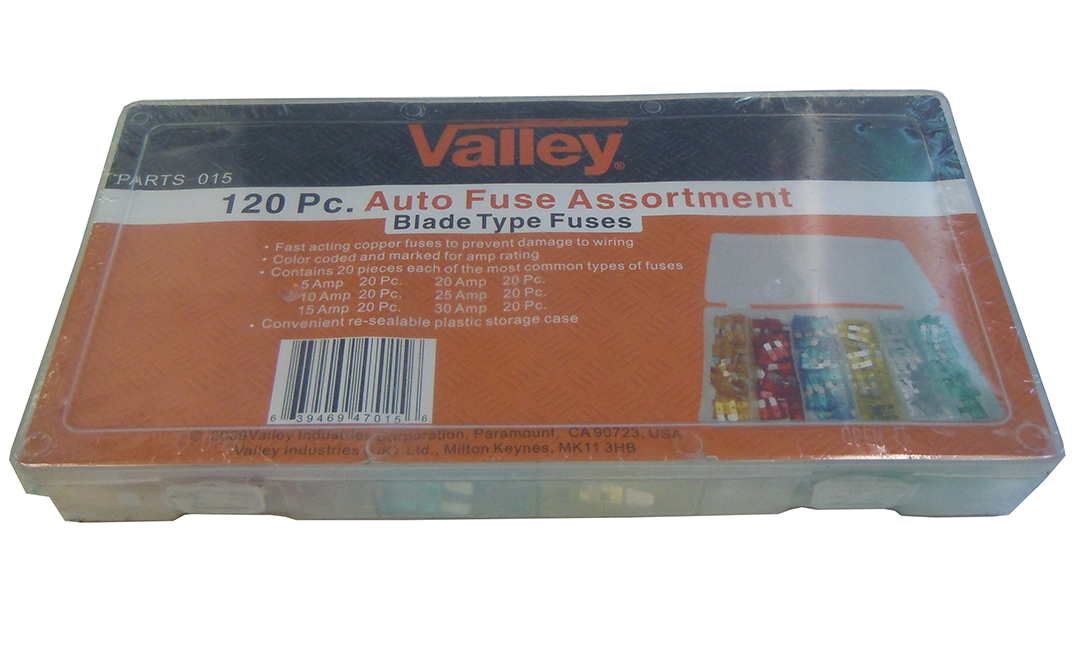 Valley®
PARTS 015
120 Pc. Auto Fuse Assortment
Blade Type Fuses
• Fast acting copper fuses to prevent damage to wiring
• Color coded and marked for amp rating
• Contains 20 pieces each of the most common types of fuses
5 Amp 20 Pc. 20 Amp 20 Pc.
10 Amp 20 Pc. 25 Amp 20 Pc.
15 Amp 20 Pc. 30 Amp 20 Pc.
• Convenient re-sealable plastic storage case
6 39469 47015 6
© Valley Industries Corporation, Paramount, CA 90723, USA
Valley Industries (UK) Ltd., Milton Keynes, MK11 3HB